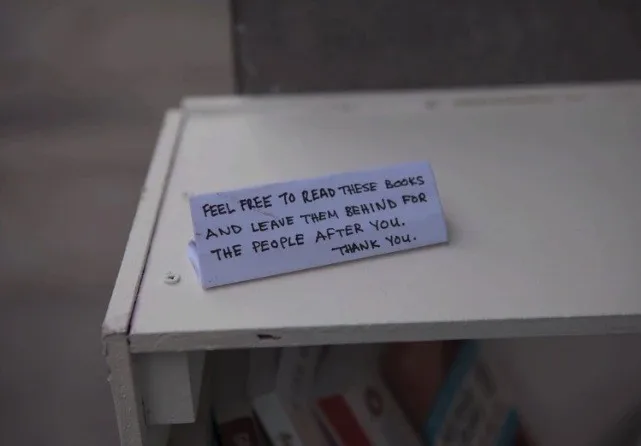 FEEL FREE TO READ THESE BOOKS
AND LEAVE THEM BEHIND FOR
THE PEOPLE AFTER YOU.
THANK YOU.